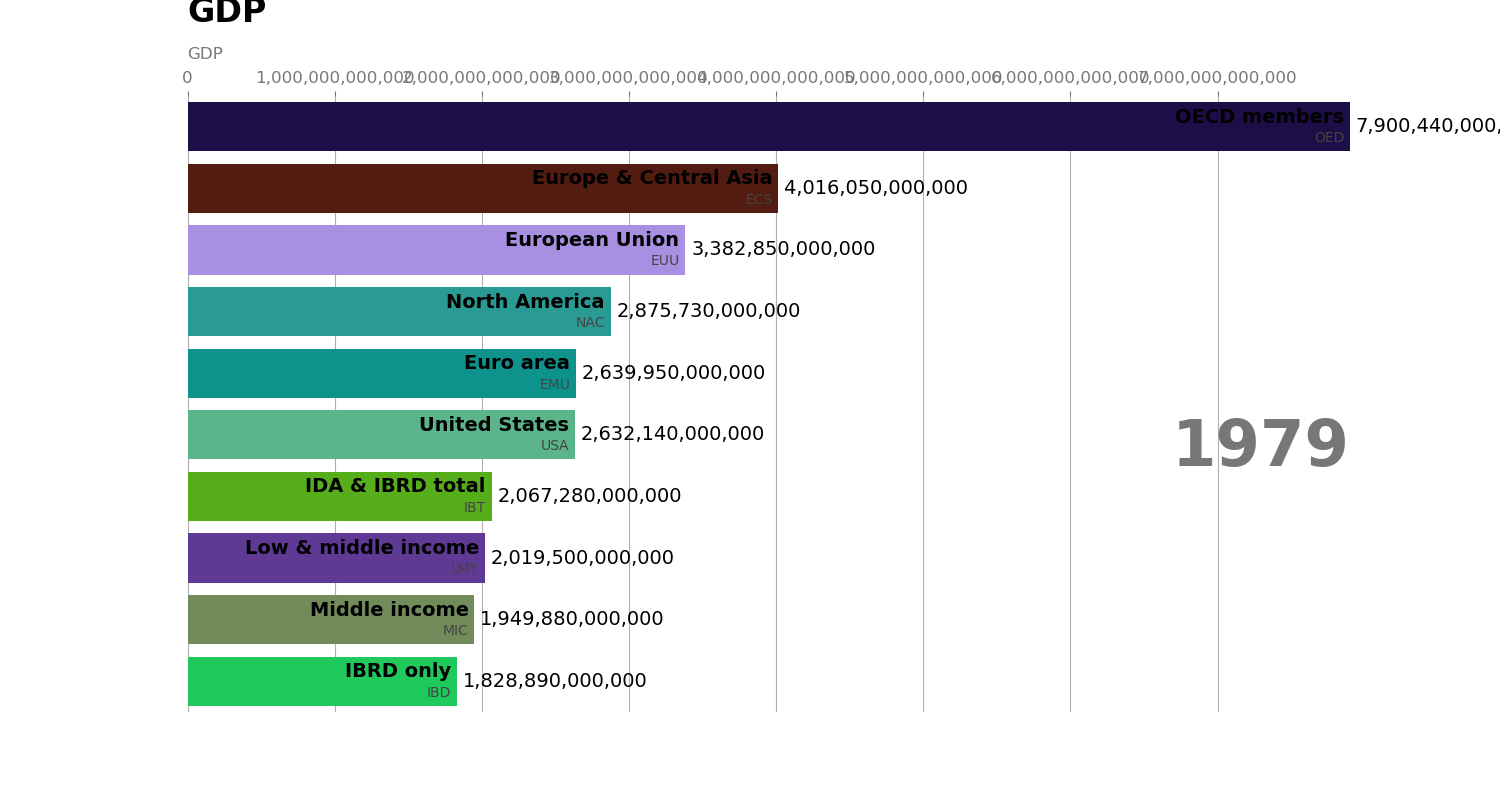 GDP
GDP
0 1,000,000,000,000 2,000,000,000,000 3,000,000,000,000 4,000,000,000,000 5,000,000,000,000 6,000,000,000,000 7,000,000,000,000
OECD members
OED
7,900,440,000,
Europe & Central Asia
ECS
4,016,050,000,000
European Union
EUU
3,382,850,000,000
North America
NAC
2,875,730,000,000
Euro area
EMU
2,639,950,000,000
United States
USA
2,632,140,000,000
1979
IDA & IBRD total
IBT
2,067,280,000,000
Low & middle income
LMY
2,019,500,000,000
Middle income
MIC
1,949,880,000,000
IBRD only
IBD
1,828,890,000,000